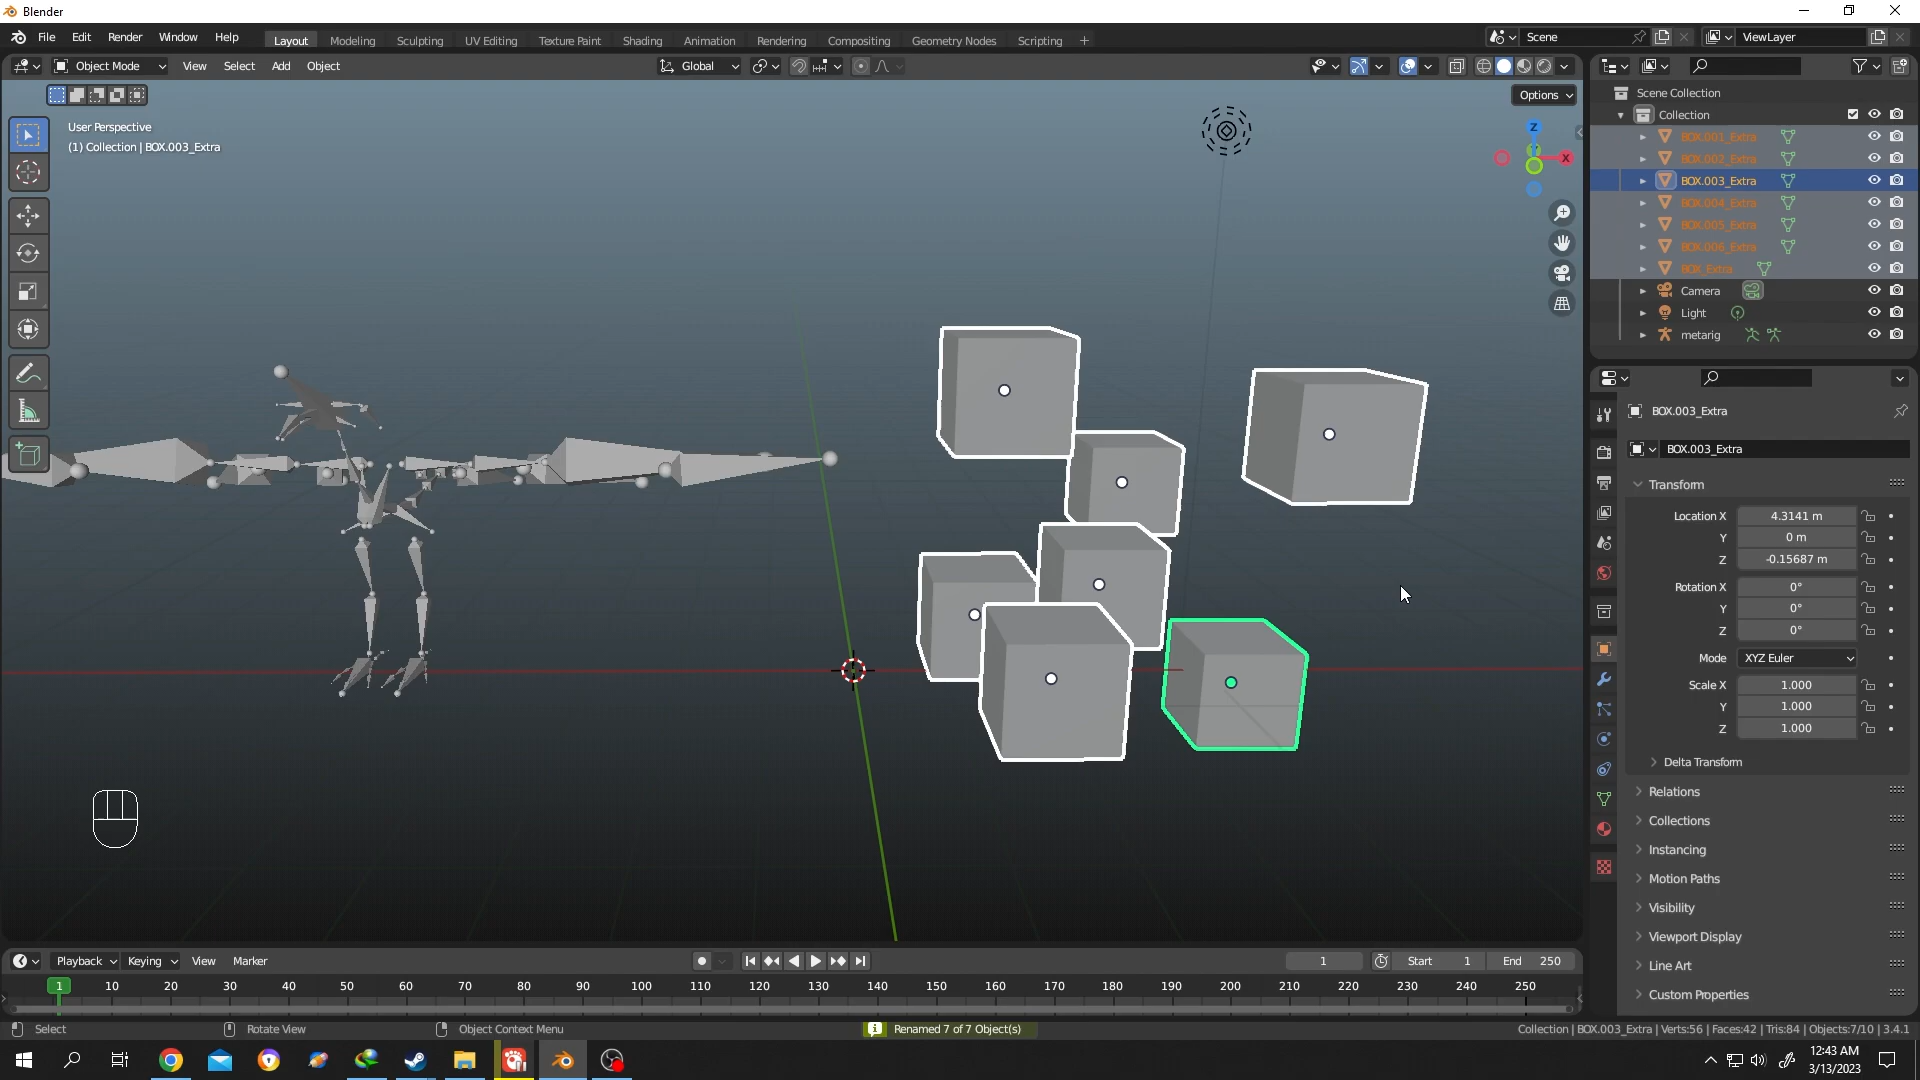 Blender
File Edit Render Window Help Layout Modeling Sculpting UV Editing Texture Paint Shading Animation Rendering Compositing Geometry Nodes Scripting + Scene ViewLayer
Object Mode View Select Add Object Global
Options
User Perspective
(1) Collection | BOX.003_Extra
Z
X
Scene Collection
Collection
BOX.001_Extra
BOX.002_Extra
BOX.003_Extra
BOX.004_Extra
BOX.005_Extra
BOX.006_Extra
BOX_Extra
Camera
Light
metarig
BOX.003_Extra
BOX.003_Extra
Transform
Location X 4.3141 m
Y 0 m
Z -0.15687 m
Rotation X 0°
Y 0°
Z 0°
Mode XYZ Euler
Scale X 1.000
Y 1.000
Z 1.000
Delta Transform
Relations
Collections
Instancing
Motion Paths
Visibility
Viewport Display
Line Art
Custom Properties
Playback Keying View Marker 1 Start 1 End 250
1 10 20 30 40 50 60 70 80 90 100 110 120 130 140 150 160 170 180 190 200 210 220 230 240 250
Select Rotate View Object Context Menu Renamed 7 of 7 Object(s) Collection | BOX.003_Extra | Verts:56 | Faces:42 | Tris:84 | Objects:7/10 | 3.4.1
12:43 AM
3/13/2023